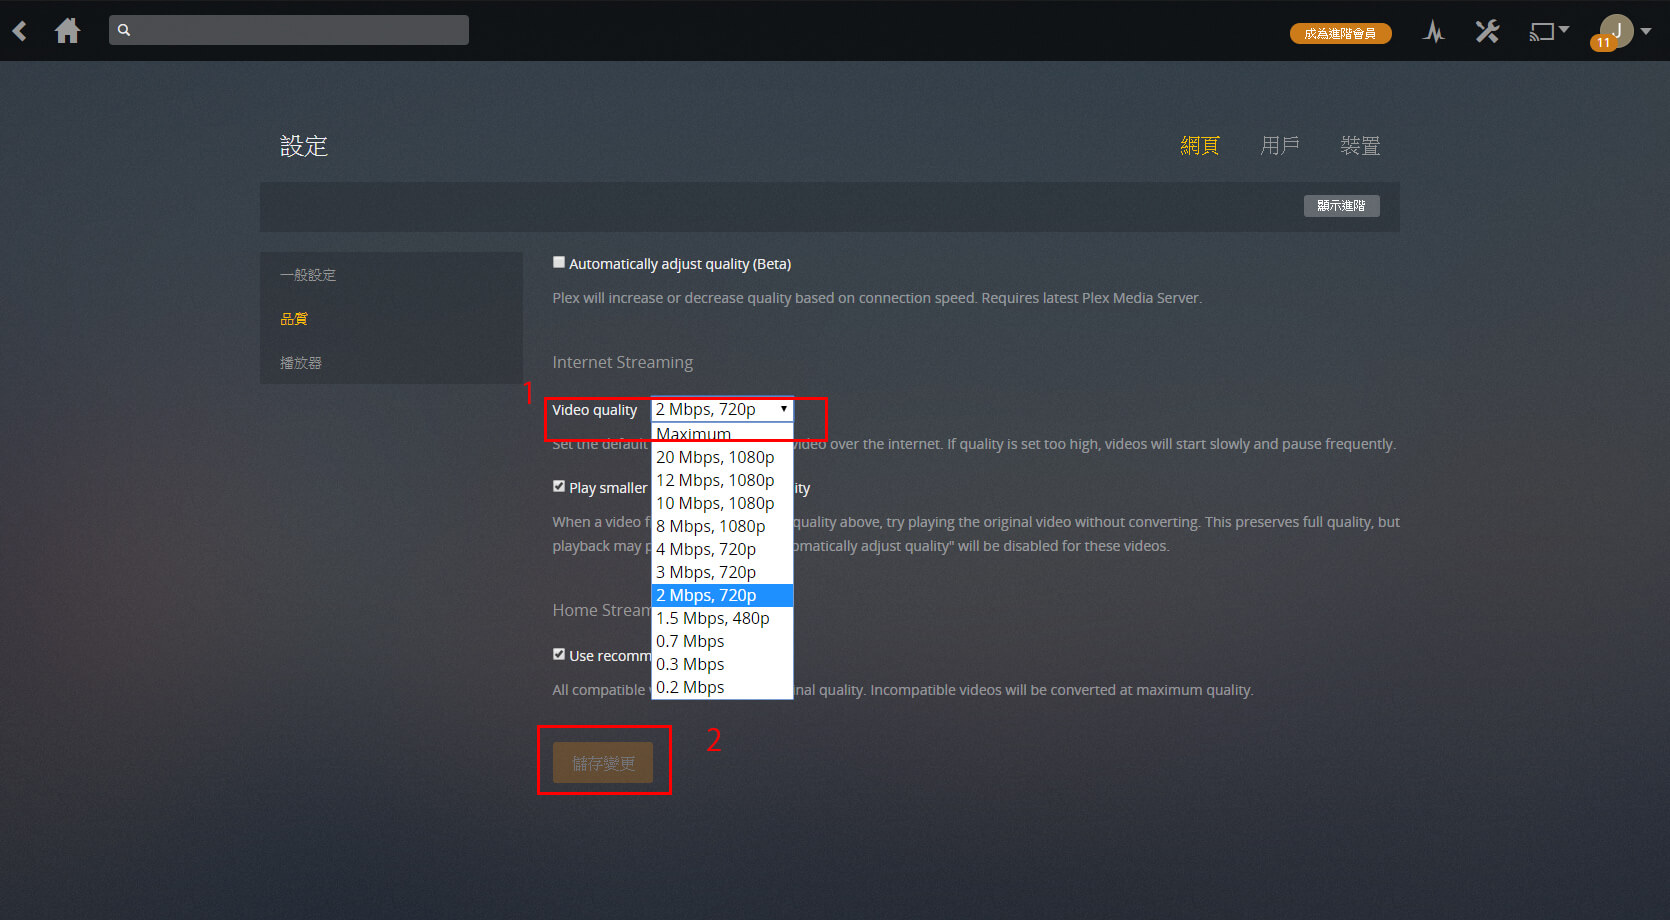 成為進階會員
J
11
設定
網頁 用戶 裝置
顯示進階
一般設定
品質
播放器
Automatically adjust quality (Beta)
Plex will increase or decrease quality based on connection speed. Requires latest Plex Media Server.
Internet Streaming
1
Video quality 2 Mbps, 720p
Set the default video over the internet. If quality is set too high, videos will start slowly and pause frequently.
Maximum
20 Mbps, 1080p
12 Mbps, 1080p
10 Mbps, 1080p
8 Mbps, 1080p
4 Mbps, 720p
3 Mbps, 720p
2 Mbps, 720p
1.5 Mbps, 480p
0.7 Mbps
0.3 Mbps
0.2 Mbps
Play smaller ity
When a video f quality above, try playing the original video without converting. This preserves full quality, but
playback may p omatically adjust quality" will be disabled for these videos.
Home Stream
Use recomm
All compatible nal quality. Incompatible videos will be converted at maximum quality.
儲存變更
2